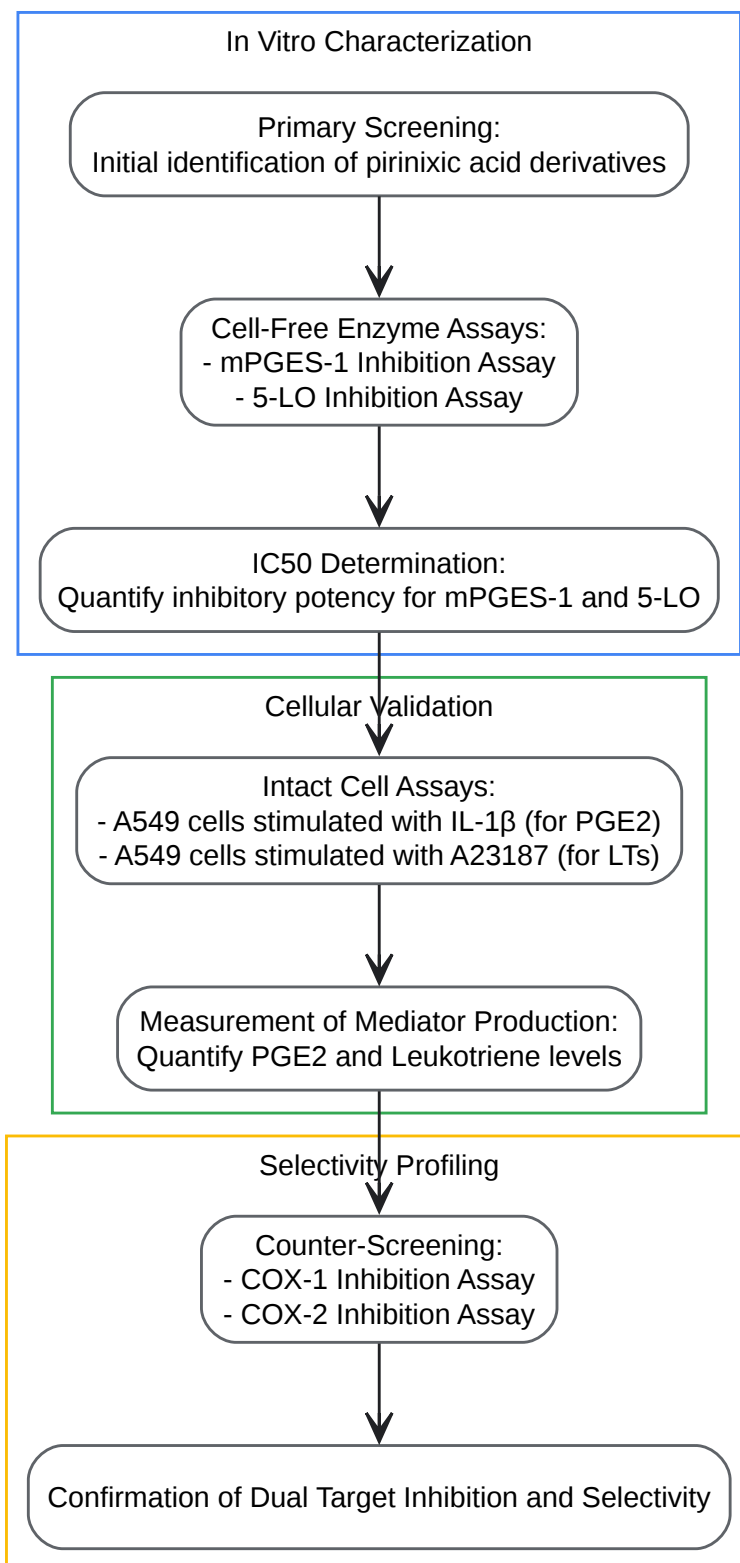 In Vitro Characterization
Primary Screening:
Initial identification of pirinixic acid derivatives
Cell-Free Enzyme Assays:
- mPGES-1 Inhibition Assay
- 5-LO Inhibition Assay
IC50 Determination:
Quantify inhibitory potency for mPGES-1 and 5-LO
Cellular Validation
Intact Cell Assays:
- A549 cells stimulated with IL-1β (for PGE2)
- A549 cells stimulated with A23187 (for LTs)
Measurement of Mediator Production:
Quantify PGE2 and Leukotriene levels
Selectivity Profiling
Counter-Screening:
- COX-1 Inhibition Assay
- COX-2 Inhibition Assay
Confirmation of Dual Target Inhibition and Selectivity